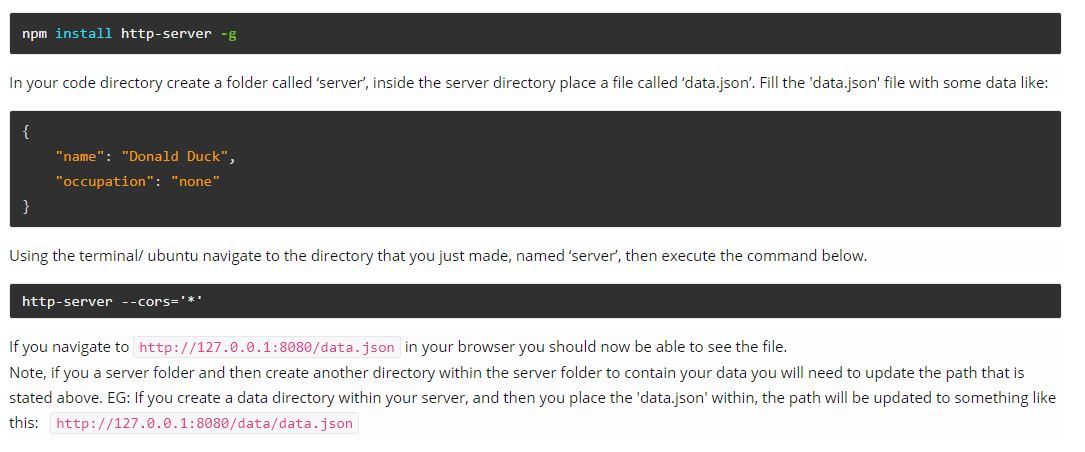 npm install http-server -g
In your code directory create a folder called ‘server’, inside the server directory place a file called ‘data.json’. Fill the 'data.json' file with some data like:
{
    "name": "Donald Duck",
    "occupation": "none"
}
Using the terminal/ ubuntu navigate to the directory that you just made, named ‘server’, then execute the command below.
http-server --cors='*'
If you navigate to http://127.0.0.1:8080/data.json in your browser you should now be able to see the file.
Note, if you a server folder and then create another directory within the server folder to contain your data you will need to update the path that is
stated above. EG: If you create a data directory within your server, and then you place the 'data.json' within, the path will be updated to something like
this: http://127.0.0.1:8080/data/data.json